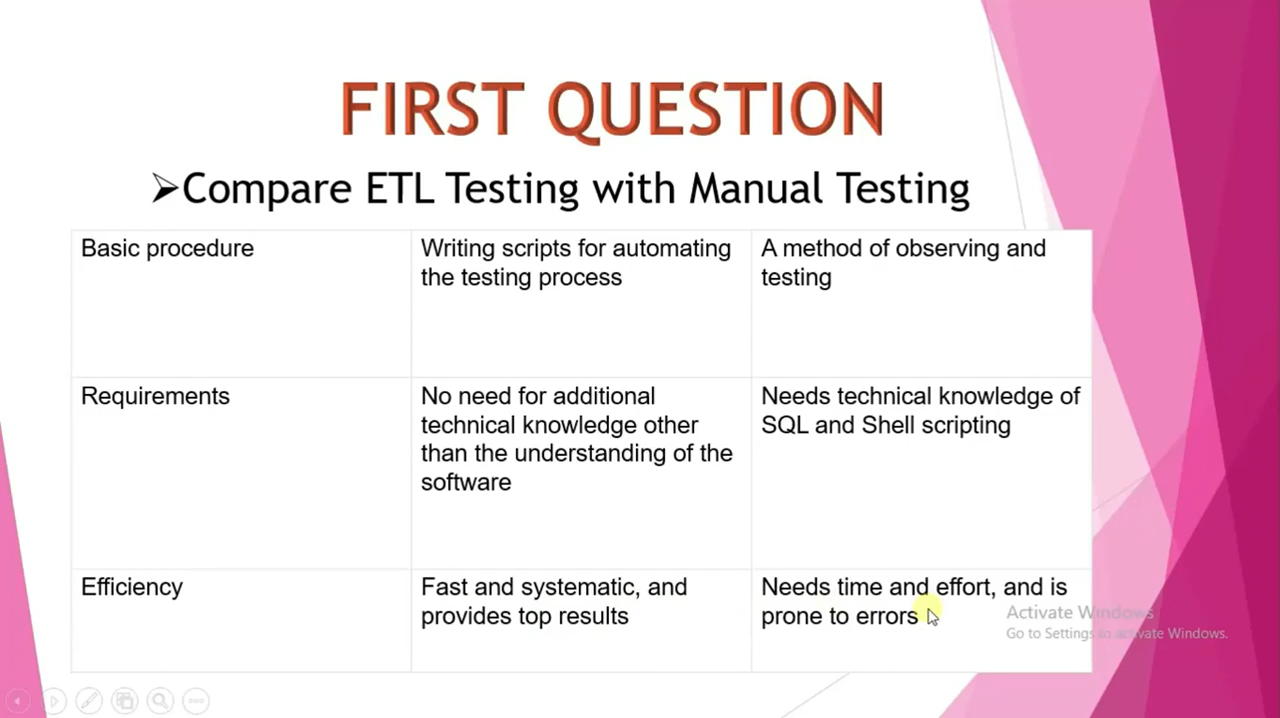 FIRST QUESTION
➢Compare ETL Testing with Manual Testing
Basic procedure
Writing scripts for automating
the testing process
A method of observing and
testing
Requirements
No need for additional
technical knowledge other
than the understanding of the
software
Needs technical knowledge of
SQL and Shell scripting
Efficiency
Fast and systematic, and
provides top results
Needs time and effort, and is
prone to errors
Activate Windows
Go to Settings to activate Windows.